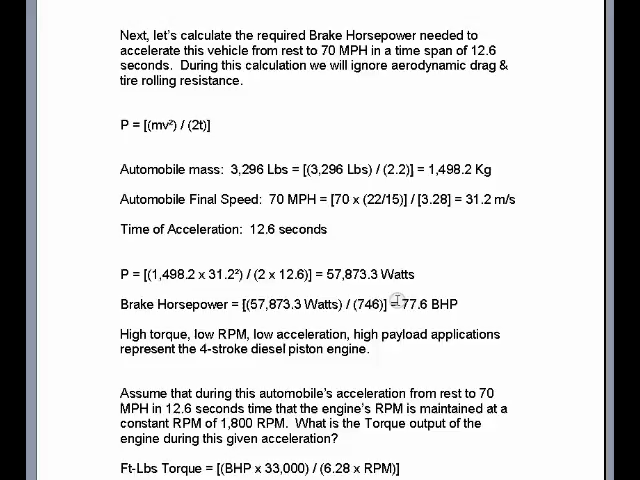 Next, let's calculate the required Brake Horsepower needed to
accelerate this vehicle from rest to 70 MPH in a time span of 12.6
seconds.  During this calculation we will ignore aerodynamic drag &
tire rolling resistance.
P = [(mv²) / (2t)]
Automobile mass:  3,296 Lbs = [(3,296 Lbs) / (2.2)] = 1,498.2 Kg
Automobile Final Speed:  70 MPH = [70 x (22/15)] / [3.28] = 31.2 m/s
Time of Acceleration:  12.6 seconds
P = [(1,498.2 x 31.2²) / (2 x 12.6)] = 57,873.3 Watts
Brake Horsepower = [(57,873.3 Watts) / (746)] = 77.6 BHP
High torque, low RPM, low acceleration, high payload applications
represent the 4-stroke diesel piston engine.
Assume that during this automobile's acceleration from rest to 70
MPH in 12.6 seconds time that the engine's RPM is maintained at a
constant RPM of 1,800 RPM.  What is the Torque output of the
engine during this given acceleration?
Ft-Lbs Torque = [(BHP x 33,000) / (6.28 x RPM)]